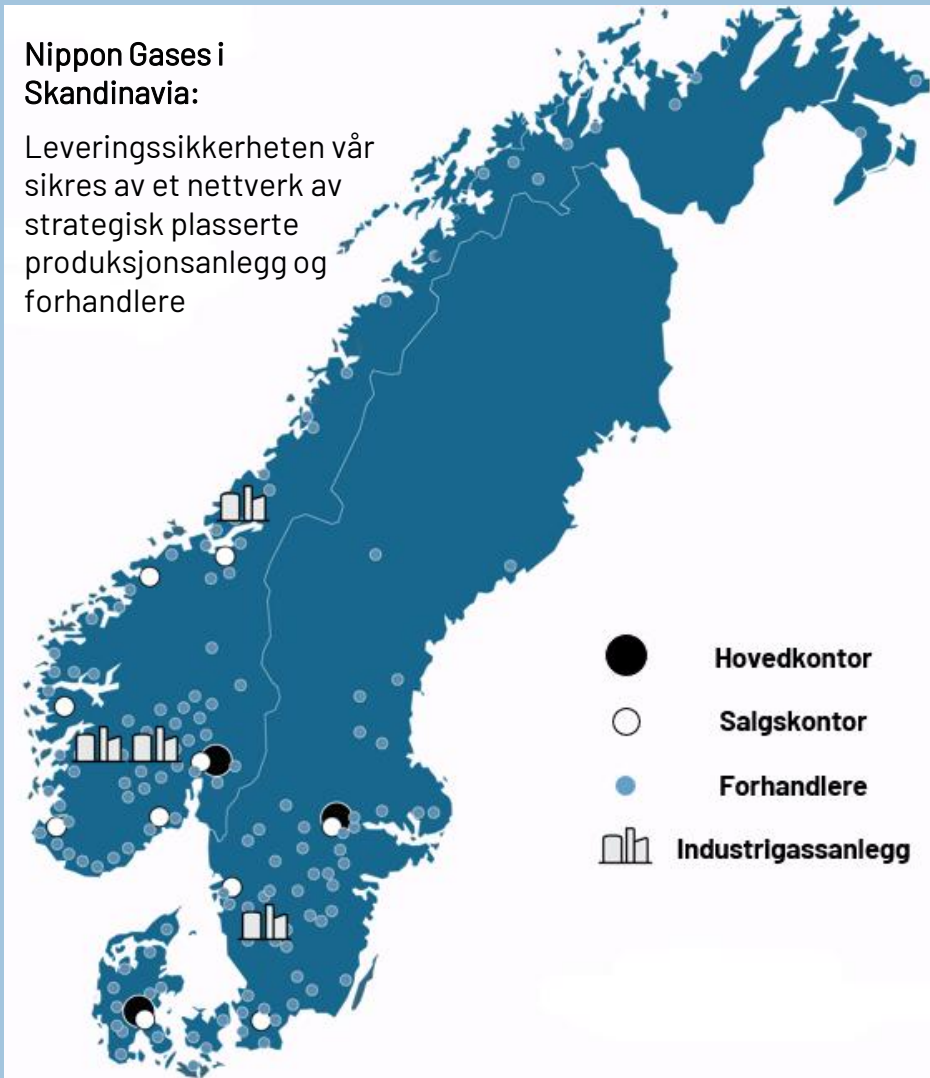 Nippon Gases i
Skandinavia:
Leveringssikkerheten vår
sikres av et nettverk av
strategisk plasserte
produksjonsanlegg og
forhandlere
Hovedkontor
Salgskontor
Forhandlere
Industrigassanlegg